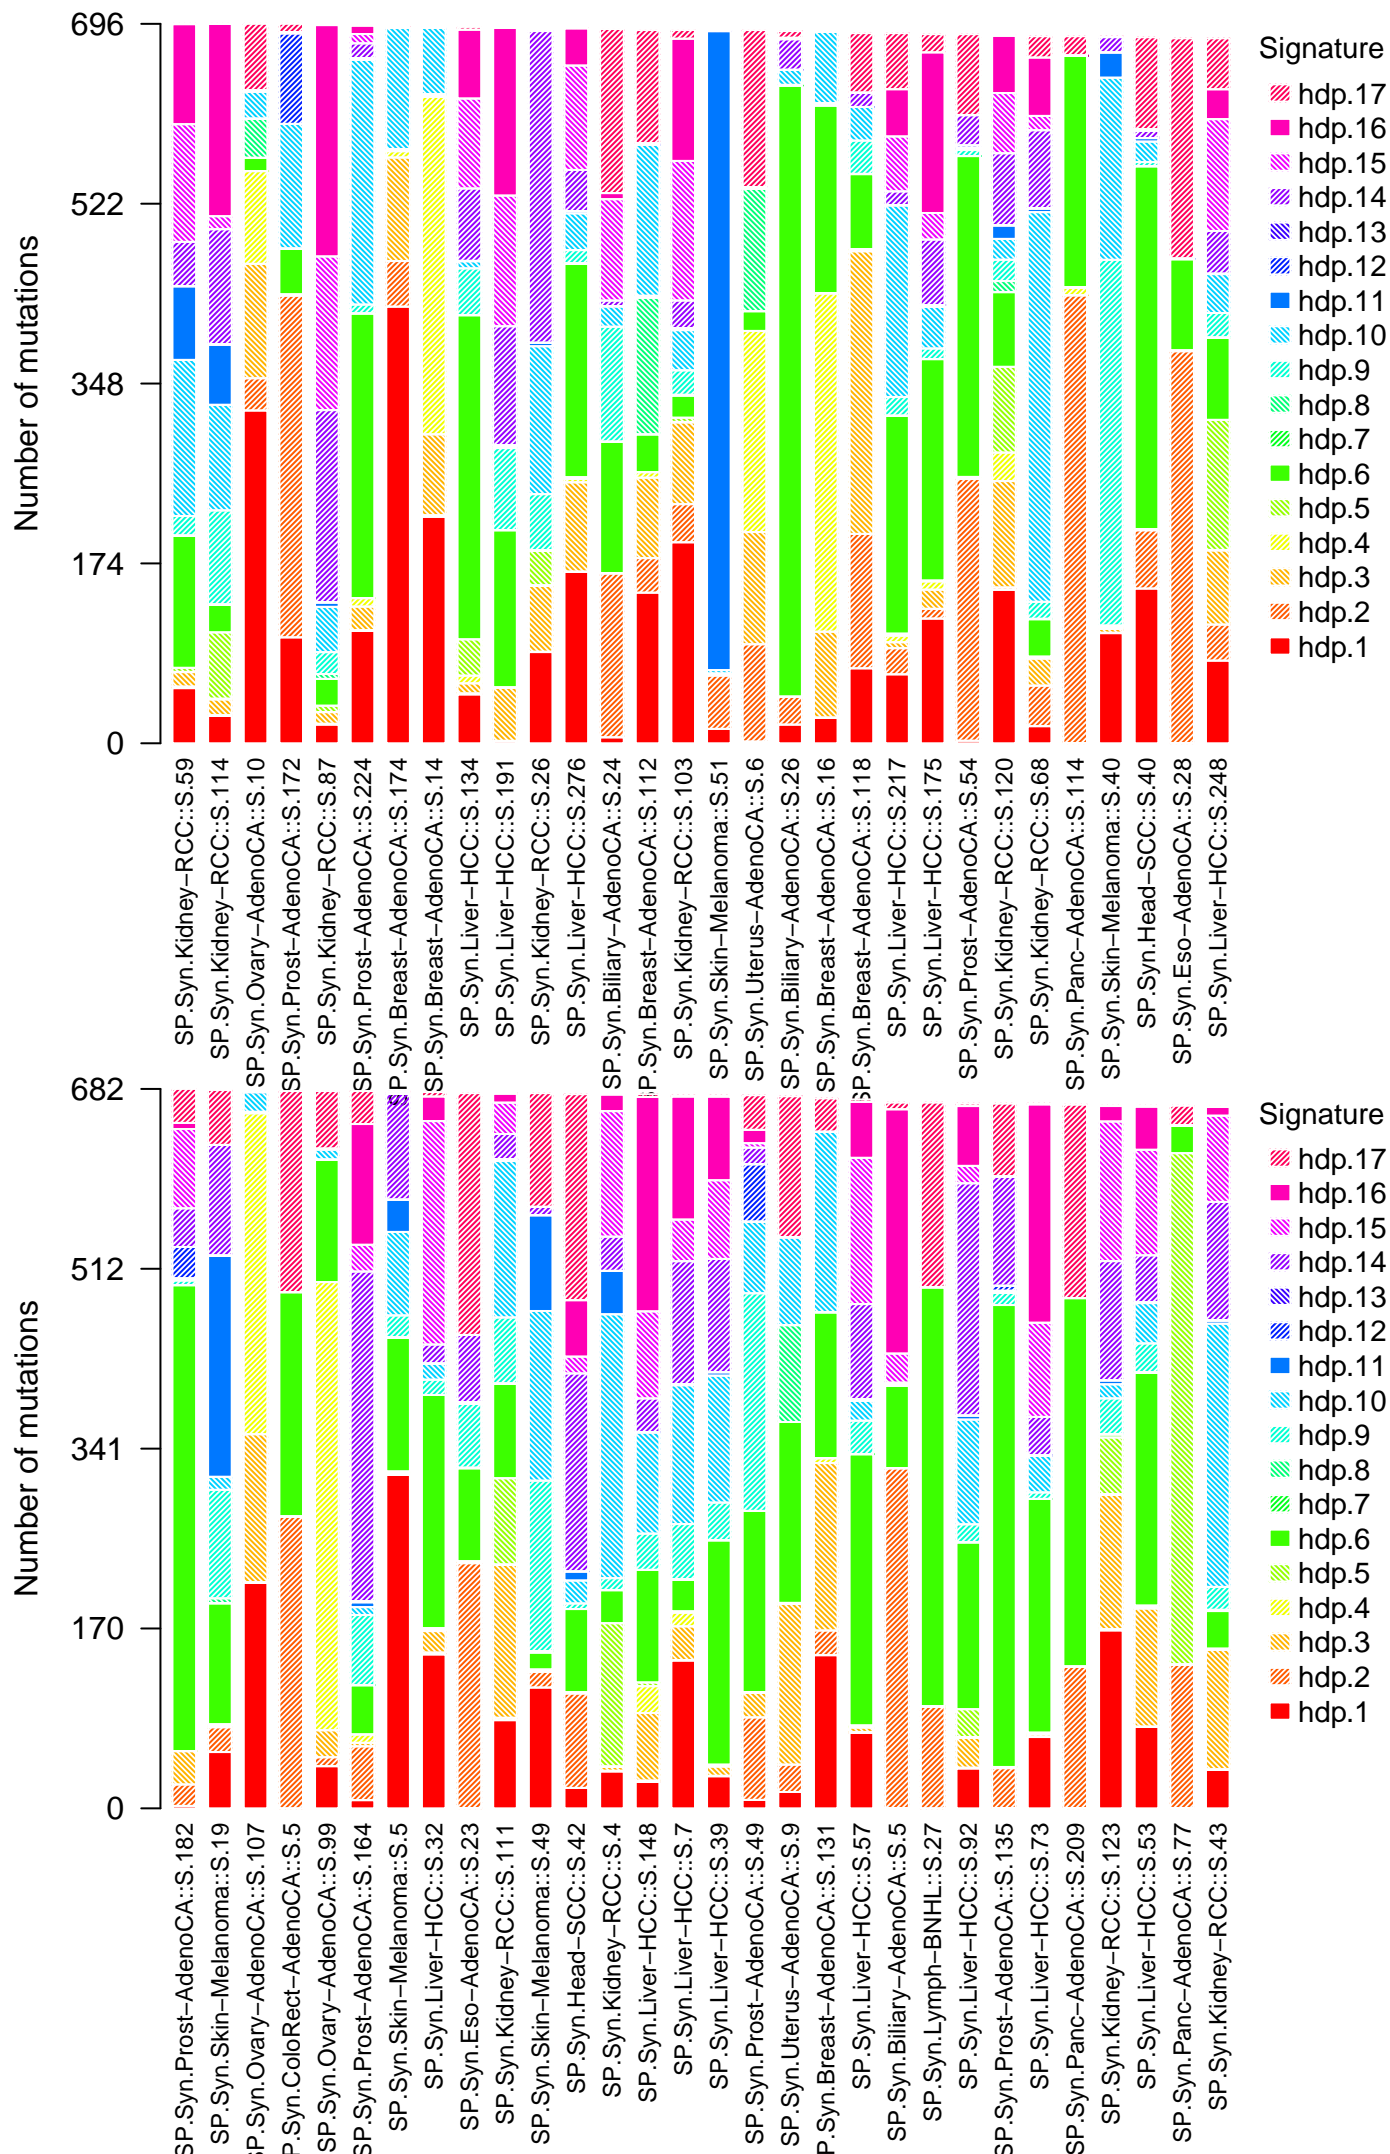 Number of mutations
696
522
348
174
0
Signature
hdp.17
hdp.16
hdp.15
hdp.14
hdp.13
hdp.12
hdp.11
hdp.10
hdp.9
hdp.8
hdp.7
hdp.6
hdp.5
hdp.4
hdp.3
hdp.2
hdp.1
SP.Syn.Kidney−RCC::S.59
SP.Syn.Kidney−RCC::S.114
SP.Syn.Ovary−AdenoCA::S.10
SP.Syn.Prost−AdenoCA::S.172
SP.Syn.Kidney−RCC::S.87
SP.Syn.Prost−AdenoCA::S.224
SP.Syn.Breast−AdenoCA::S.174
SP.Syn.Breast−AdenoCA::S.14
SP.Syn.Liver−HCC::S.134
SP.Syn.Liver−HCC::S.191
SP.Syn.Kidney−RCC::S.26
SP.Syn.Liver−HCC::S.276
SP.Syn.Biliary−AdenoCA::S.24
SP.Syn.Breast−AdenoCA::S.112
SP.Syn.Kidney−RCC::S.103
SP.Syn.Skin−Melanoma::S.51
SP.Syn.Uterus−AdenoCA::S.6
SP.Syn.Biliary−AdenoCA::S.26
SP.Syn.Breast−AdenoCA::S.16
SP.Syn.Breast−AdenoCA::S.118
SP.Syn.Liver−HCC::S.217
SP.Syn.Liver−HCC::S.175
SP.Syn.Prost−AdenoCA::S.54
SP.Syn.Kidney−RCC::S.120
SP.Syn.Kidney−RCC::S.68
SP.Syn.Panc−AdenoCA::S.114
SP.Syn.Skin−Melanoma::S.40
SP.Syn.Head−SCC::S.40
SP.Syn.Eso−AdenoCA::S.28
SP.Syn.Liver−HCC::S.248
Number of mutations
682
512
341
170
0
Signature
hdp.17
hdp.16
hdp.15
hdp.14
hdp.13
hdp.12
hdp.11
hdp.10
hdp.9
hdp.8
hdp.7
hdp.6
hdp.5
hdp.4
hdp.3
hdp.2
hdp.1
SP.Syn.Prost−AdenoCA::S.182
SP.Syn.Skin−Melanoma::S.19
SP.Syn.Ovary−AdenoCA::S.107
SP.Syn.ColoRect−AdenoCA::S.5
SP.Syn.Ovary−AdenoCA::S.99
SP.Syn.Prost−AdenoCA::S.164
SP.Syn.Skin−Melanoma::S.5
SP.Syn.Liver−HCC::S.32
SP.Syn.Eso−AdenoCA::S.23
SP.Syn.Kidney−RCC::S.111
SP.Syn.Skin−Melanoma::S.49
SP.Syn.Head−SCC::S.42
SP.Syn.Kidney−RCC::S.4
SP.Syn.Liver−HCC::S.148
SP.Syn.Liver−HCC::S.7
SP.Syn.Liver−HCC::S.39
SP.Syn.Prost−AdenoCA::S.49
SP.Syn.Uterus−AdenoCA::S.9
SP.Syn.Breast−AdenoCA::S.131
SP.Syn.Liver−HCC::S.57
SP.Syn.Biliary−AdenoCA::S.5
SP.Syn.Lymph−BNHL::S.27
SP.Syn.Liver−HCC::S.92
SP.Syn.Prost−AdenoCA::S.135
SP.Syn.Liver−HCC::S.73
SP.Syn.Panc−AdenoCA::S.209
SP.Syn.Kidney−RCC::S.123
SP.Syn.Liver−HCC::S.53
SP.Syn.Panc−AdenoCA::S.77
SP.Syn.Kidney−RCC::S.43